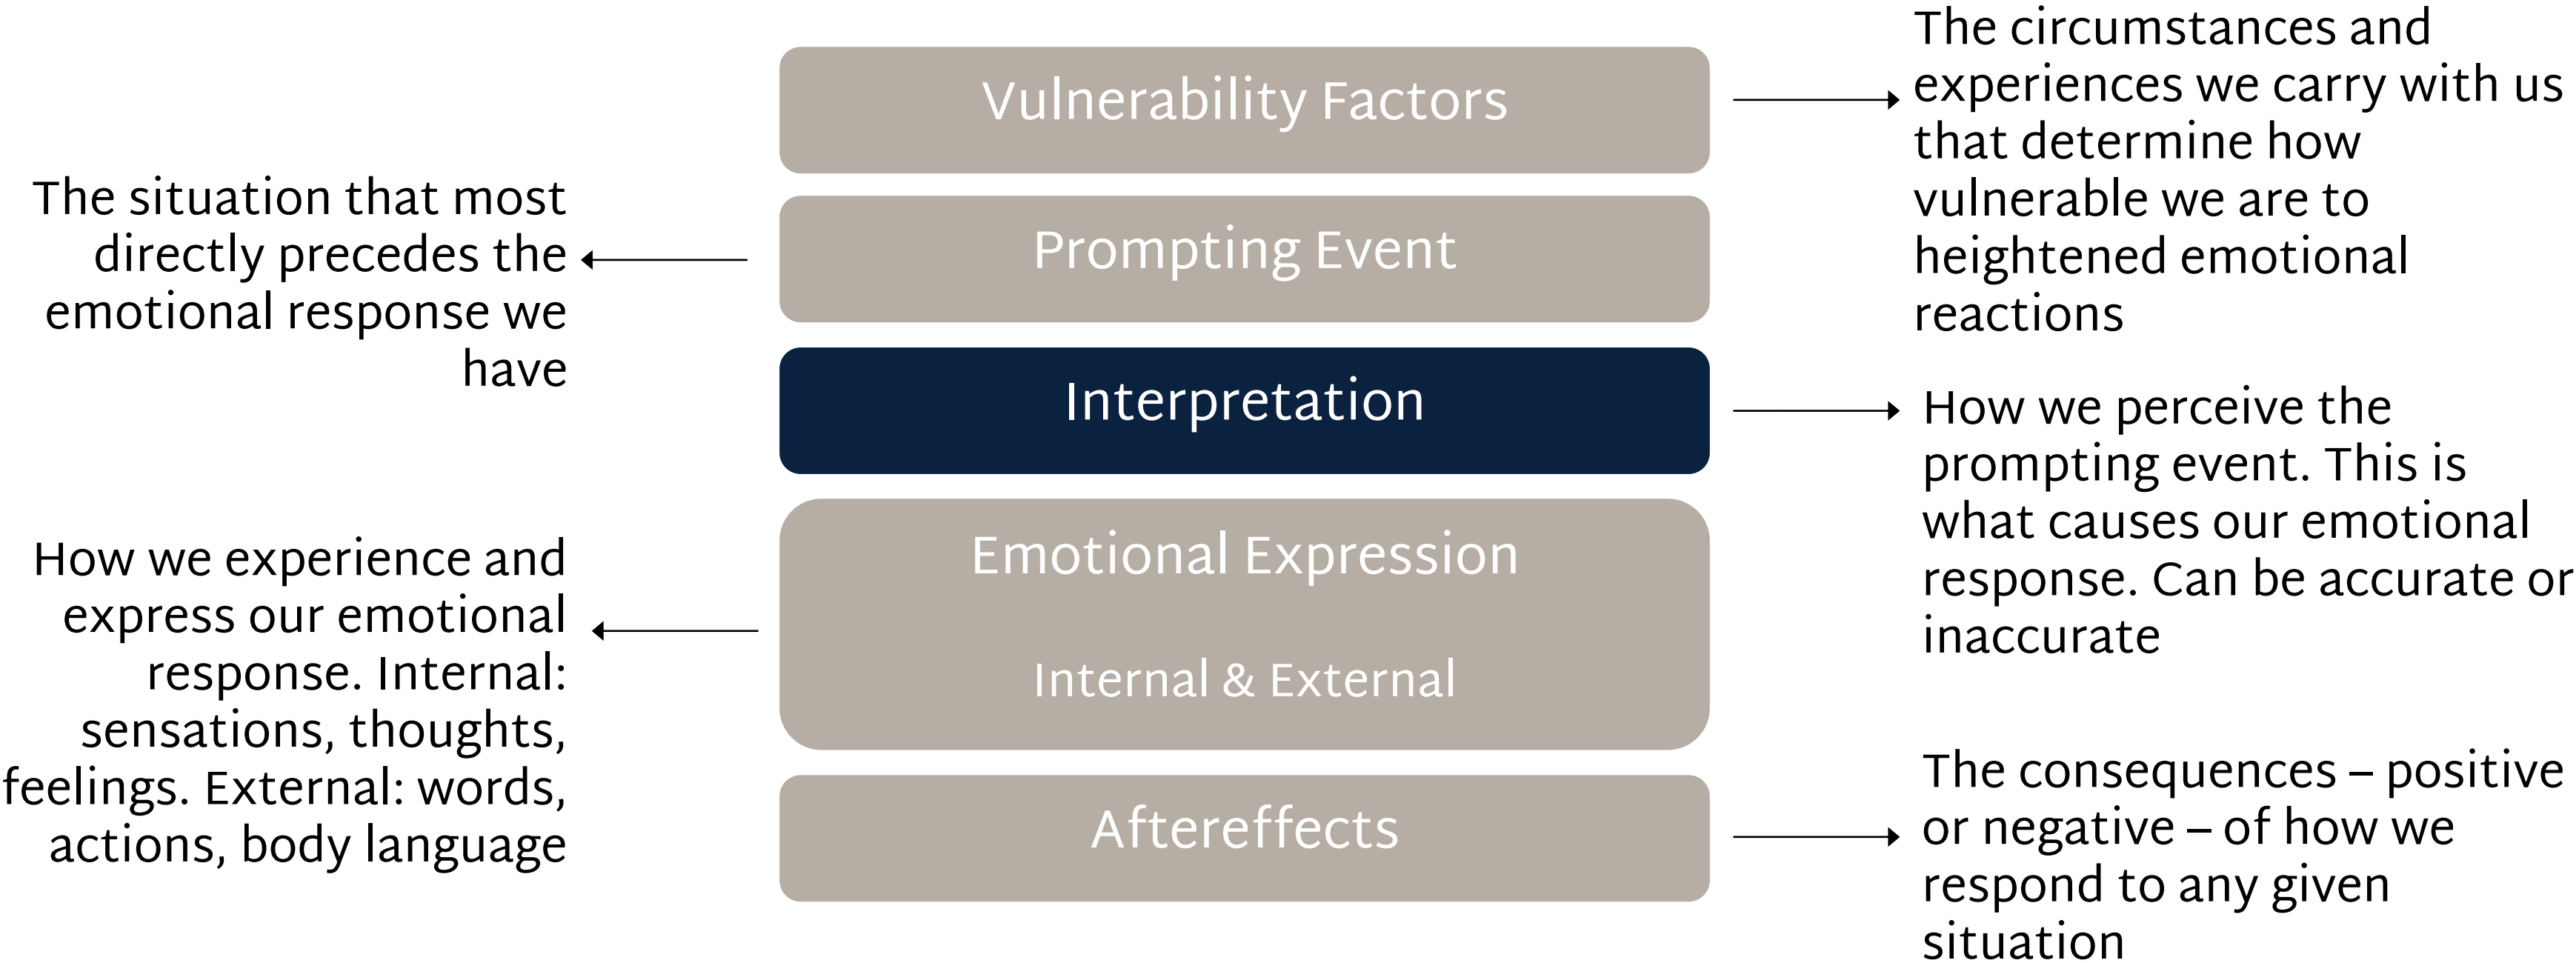 Vulnerability Factors
The circumstances and
experiences we carry with us
that determine how
vulnerable we are to
heightened emotional
reactions
Prompting Event
The situation that most
directly precedes the
emotional response we
have
Interpretation
How we perceive the
prompting event. This is
what causes our emotional
response. Can be accurate or
inaccurate
Emotional Expression
Internal & External
How we experience and
express our emotional
response. Internal:
sensations, thoughts,
feelings. External: words,
actions, body language
Aftereffects
The consequences – positive
or negative – of how we
respond to any given
situation